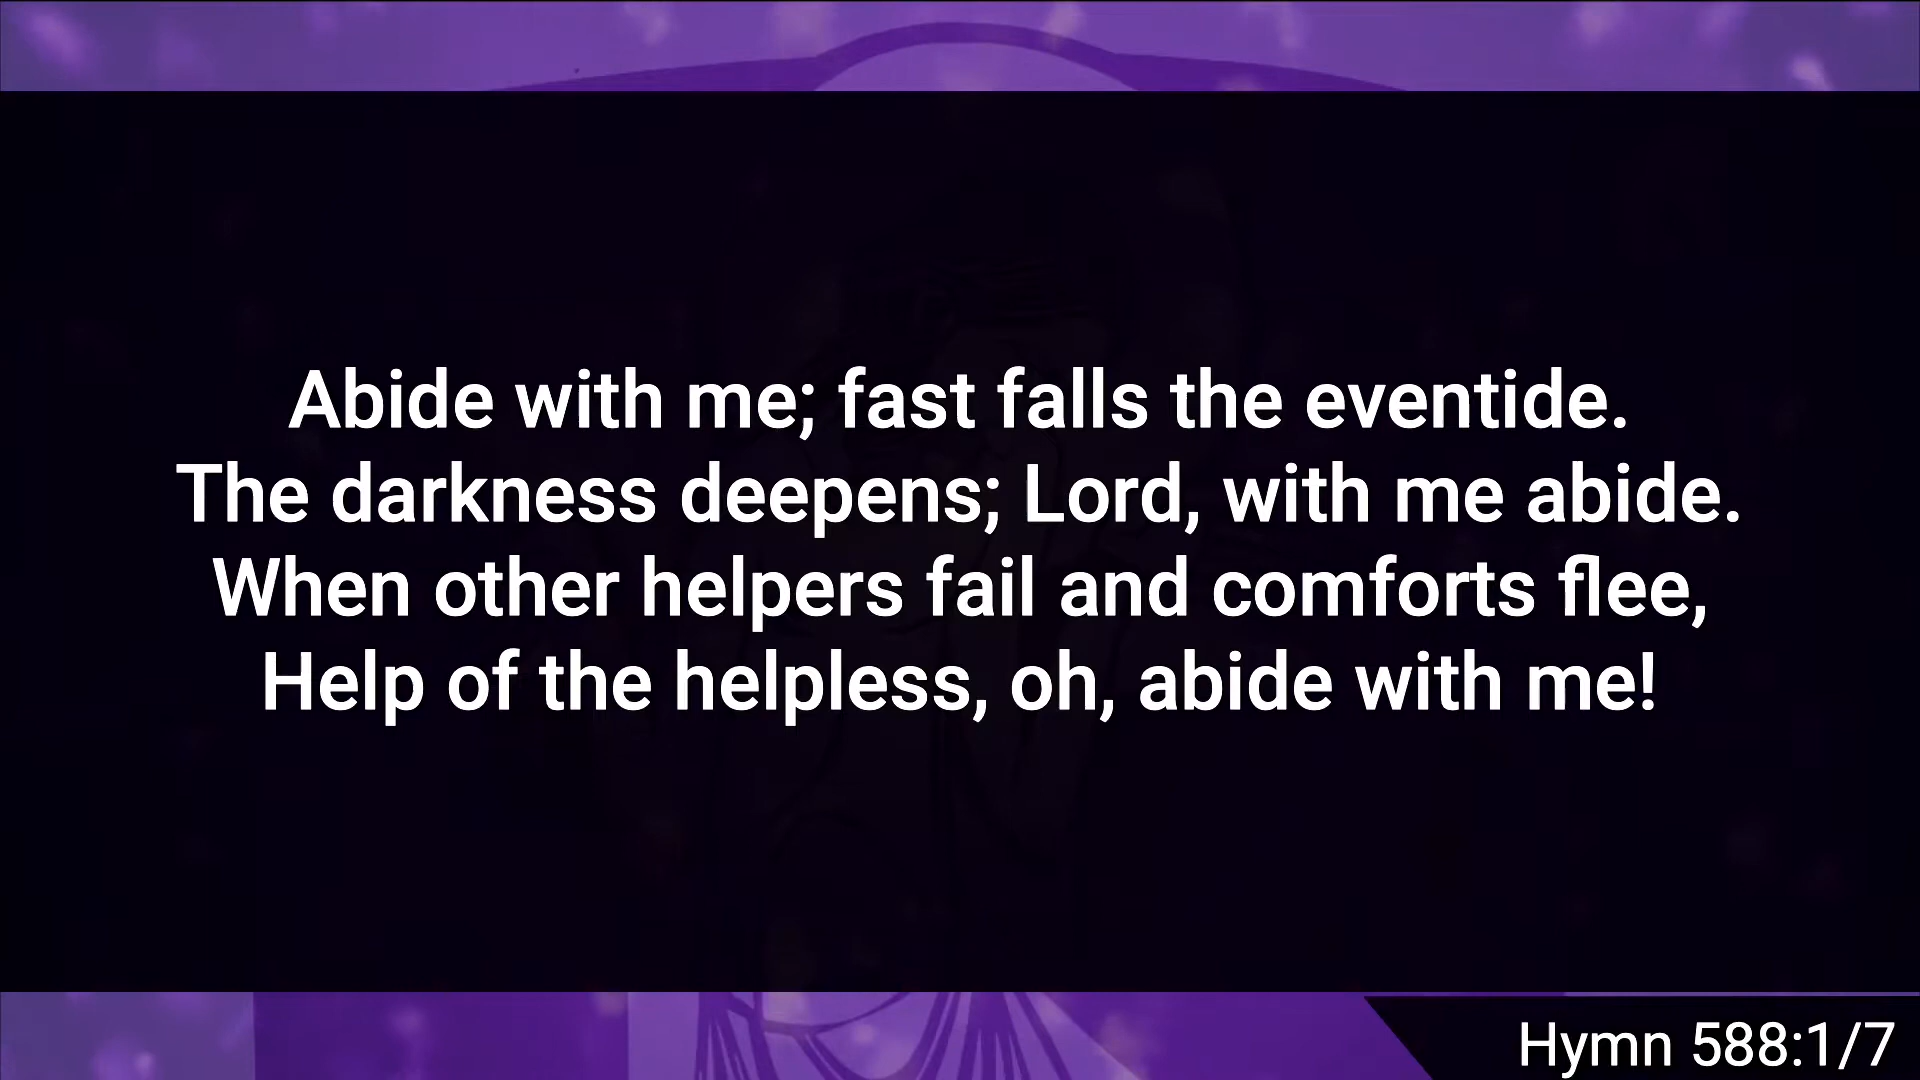 Abide with me; fast falls the eventide.
The darkness deepens; Lord, with me abide.
When other helpers fail and comforts flee,
Help of the helpless, oh, abide with me!
Hymn 588:1/7